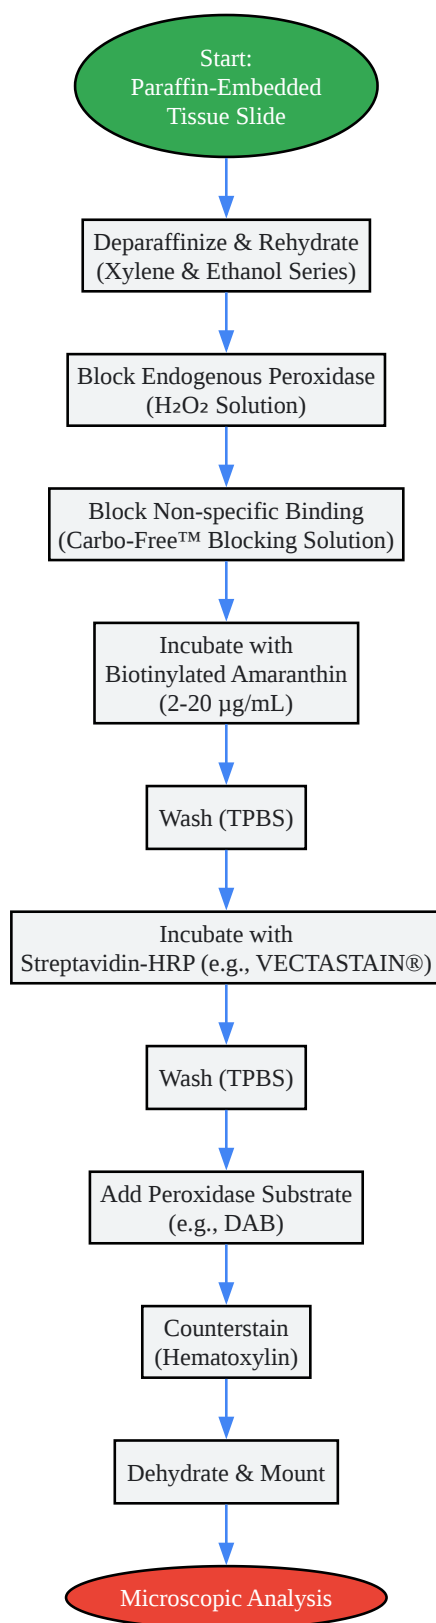 Start:
Paraffin-Embedded
Tissue Slide
Deparaffinize & Rehydrate
(Xylene & Ethanol Series)
Block Endogenous Peroxidase
(H₂O₂ Solution)
Block Non-specific Binding
(Carbo-Free™ Blocking Solution)
Incubate with
Biotinylated Amaranthin
(2-20 µg/mL)
Wash (TPBS)
Incubate with
Streptavidin-HRP (e.g., VECTASTAIN®)
Wash (TPBS)
Add Peroxidase Substrate
(e.g., DAB)
Counterstain
(Hematoxylin)
Dehydrate & Mount
Microscopic Analysis